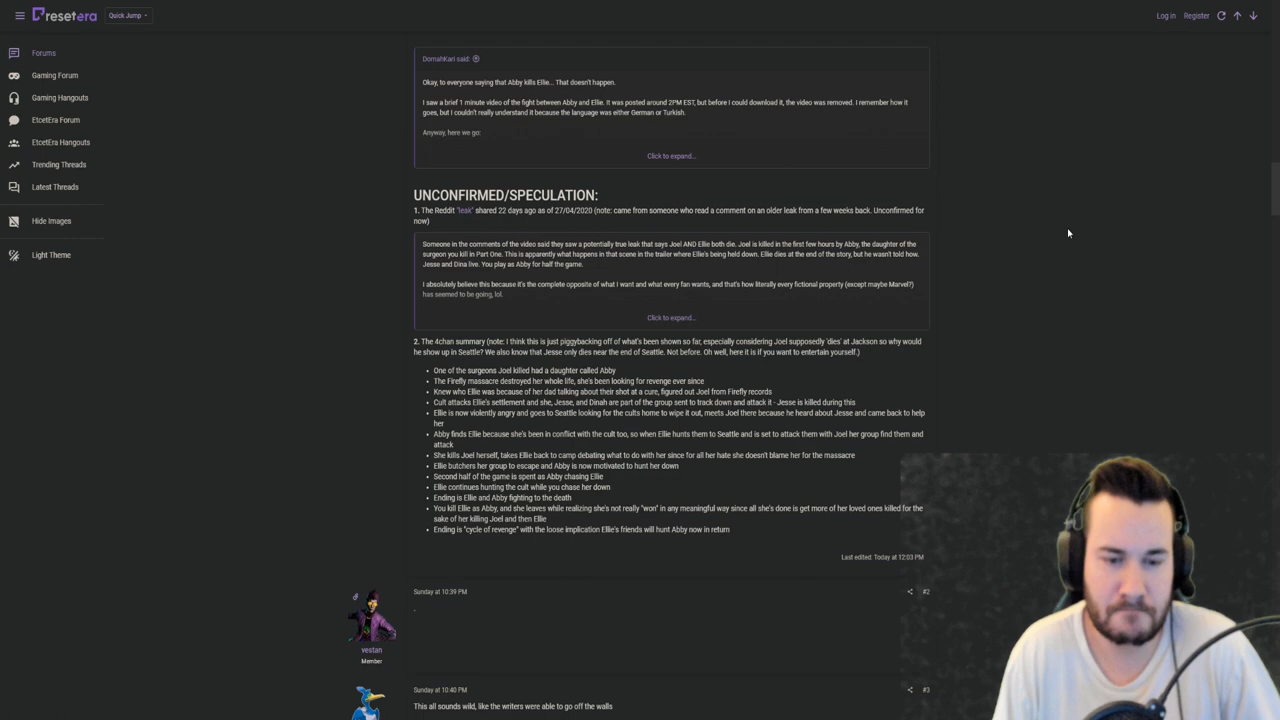 resetera
Quick Jump
Log in
Register
Forums
Gaming Forum
Gaming Hangouts
EtcetEra Forum
EtcetEra Hangouts
Trending Threads
Latest Threads
Hide Images
Light Theme
DomahKari said:
Okay, to everyone saying that Abby kills Ellie... That doesn't happen.
I saw a brief 1 minute video of the fight between Abby and Ellie. It was posted around 2PM EST, but before I could download it, the video was removed. I remember how it
goes, but I couldn't really understand it because the language was either German or Turkish.
Anyway, here we go:
Click to expand...
UNCONFIRMED/SPECULATION:
1. The Reddit "leak" shared 22 days ago as of 27/04/2020 (note: came from someone who read a comment on an older leak from a few weeks back. Unconfirmed for
now)
Someone in the comments of the video said they saw a potentially true leak that says Joel AND Ellie both die. Joel is killed in the first few hours by Abby, the daughter of the
surgeon you kill in Part One. This is apparently what happens in that scene in the trailer where Ellie's being held down. Ellie dies at the end of the story, but he wasn't told how.
Jesse and Dina live. You play as Abby for half the game.
I absolutely believe this because it's the complete opposite of what I want and what every fan wants, and that's how literally every fictional property (except maybe Marvel?)
has seemed to be going, lol.
Click to expand...
2. The 4chan summary (note: I think this is just piggybacking off of what's been shown so far, especially considering Joel supposedly 'dies' at Jackson so why would
he show up in Seattle? We also know that Jesse only dies near the end of Seattle. Not before. Oh well, here it is if you want to entertain yourself.)
• One of the surgeons Joel killed had a daughter called Abby
• The Firefly massacre destroyed her whole life, she's been looking for revenge ever since
• Knew who Ellie was because of her dad talking about their shot at a cure, figured out Joel from Firefly records
• Cult attacks Ellie's settlement and she, Jesse, and Dinah are part of the group sent to track down and attack it - Jesse is killed during this
• Ellie is now violently angry and goes to Seattle looking for the cults home to wipe it out, meets Joel there because he heard about Jesse and came back to help
her
• Abby finds Ellie because she's been in conflict with the cult too, so when Ellie hunts them to Seattle and is set to attack them with Joel her group find them and
attack
• She kills Joel herself, takes Ellie back to camp debating what to do with her since for all her hate she doesn't blame her for the massacre
• Ellie butchers her group to escape and Abby is now motivated to hunt her down
• Second half of the game is spent as Abby chasing Ellie
• Ellie continues hunting the cult while you chase her down
• Ending is Ellie and Abby fighting to the death
• You kill Ellie as Abby, and she leaves while realizing she's not really "won" in any meaningful way since all she's done is get more of her loved ones killed for the
sake of her killing Joel and then Ellie
• Ending is "cycle of revenge" with the loose implication Ellie's friends will hunt Abby now in return
Last edited: Today at 12:03 PM
Sunday at 10:39 PM
#2
.
vestan
Member
Sunday at 10:40 PM
#3
This all sounds wild, like the writers were able to go off the walls